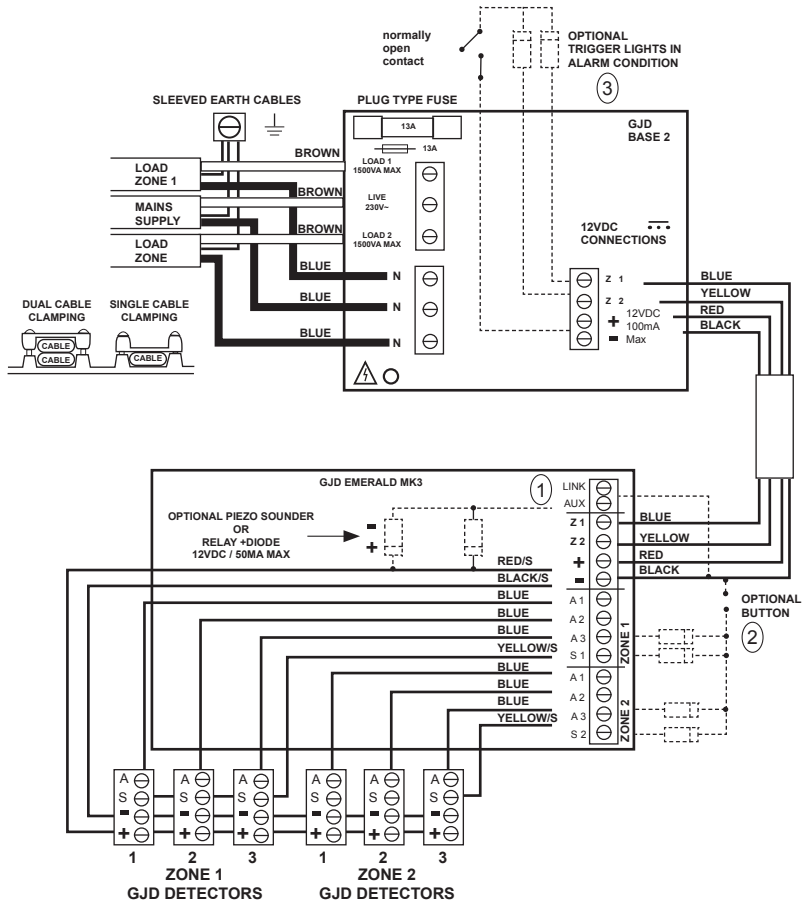 normally
open
contact
OPTIONAL
TRIGGER LIGHTS IN
ALARM CONDITION
3
SLEEVED EARTH CABLES
PLUG TYPE FUSE
13A
13A
GJD
BASE 2
BROWN
LOAD 1
1500VA MAX
LOAD
ZONE 1
BROWN
LIVE
230V~
MAINS
SUPPLY
BROWN
LOAD 2
1500VA MAX
LOAD
ZONE
12VDC
CONNECTIONS
BLUE
N
BLUE
N
BLUE
N
Z 1
Z 2
+ 12VDC
100mA
- Max
BLUE
YELLOW
RED
BLACK
DUAL CABLE
CLAMPING
SINGLE CABLE
CLAMPING
CABLE
CABLE
CABLE
GJD EMERALD MK3
1
LINK
AUX
OPTIONAL PIEZO SOUNDER
OR
RELAY +DIODE
12VDC / 50MA MAX
-
+
Z 1
Z 2
+
-
BLUE
YELLOW
RED
BLACK
RED/S
BLACK/S
BLUE
BLUE
BLUE
YELLOW/S
BLUE
BLUE
BLUE
YELLOW/S
A 1
A 2
A 3
S 1
ZONE 1
A 1
A 2
A 3
S 2
ZONE 2
OPTIONAL
BUTTON
2
A
S
-
+
A
S
-
+
A
S
-
+
A
S
-
+
A
S
-
+
A
S
-
+
1 2 3 1 2 3
ZONE 1
GJD DETECTORS
ZONE 2
GJD DETECTORS